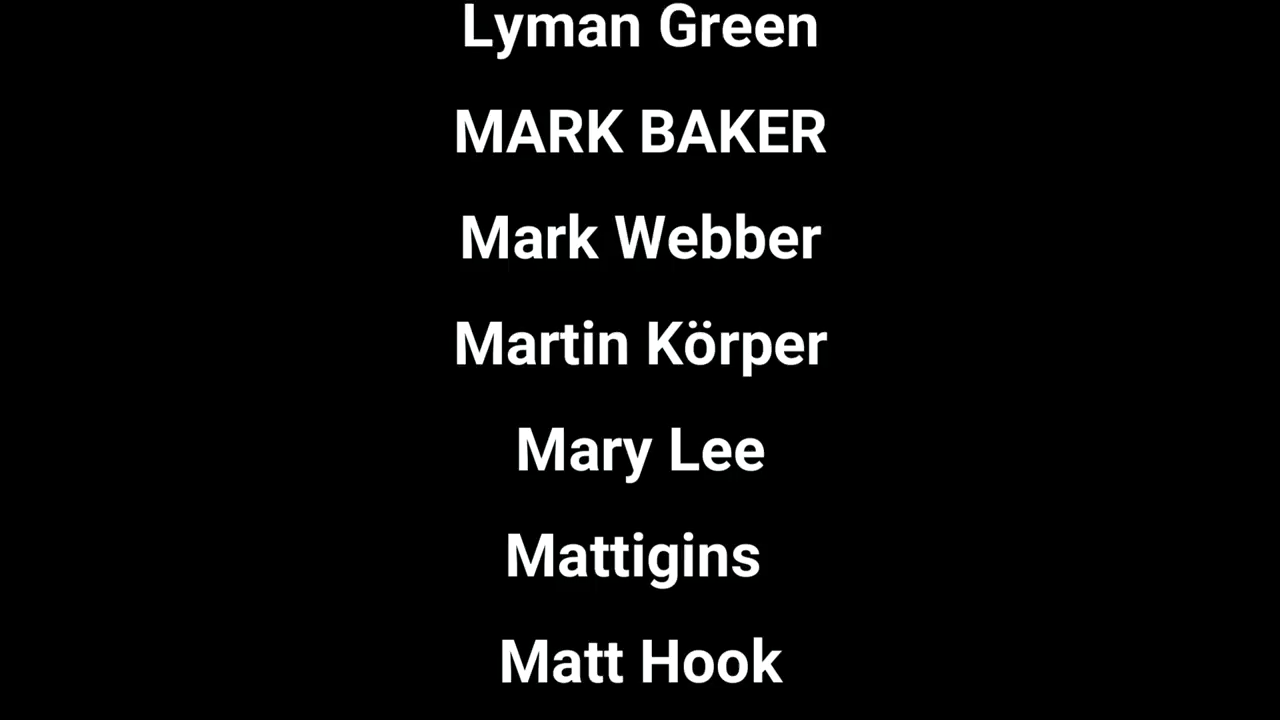 Lyman Green
MARK BAKER
Mark Webber
Martin Körper
Mary Lee
Mattigins
Matt Hook